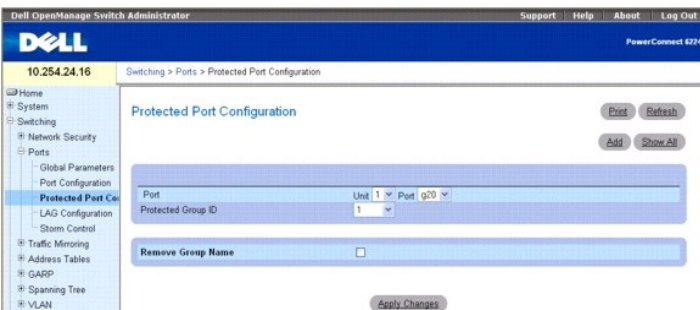 Dell OpenManage Switch Administrator Support Help About Log Out
DELL PowerConnect 6224
10.254.24.16 Switching > Ports > Protected Port Configuration
Home
System
Switching
Network Security
Ports
Global Parameters
Port Configuration
Protected Port Co
LAG Configuration
Storm Control
Traffic Mirroring
Address Tables
GARP
Spanning Tree
VLAN
Protected Port Configuration
Print Refresh
Add Show All
Port Unit 1 Port g20
Protected Group ID 1
Remove Group Name
Apply Changes